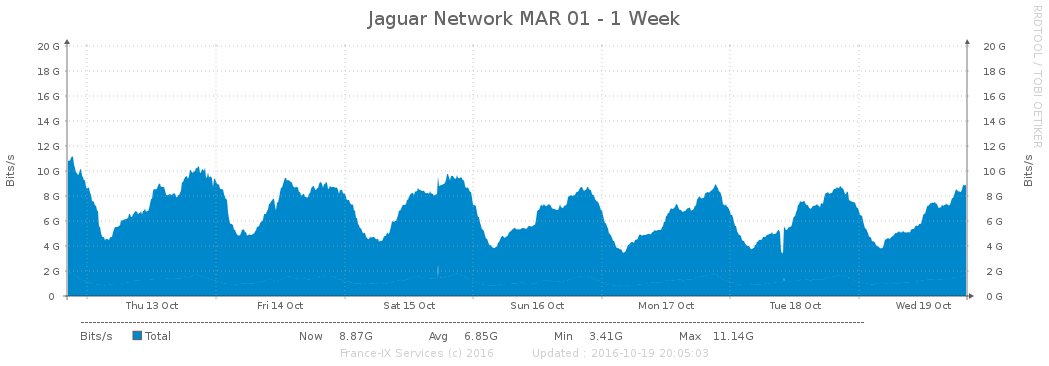 Jaguar Network MAR 01 - 1 Week
RRDTOOL / TOBI OETIKER
Bits/s
20 G 20 G
18 G 18 G
16 G 16 G
14 G 14 G
12 G 12 G
10 G 10 G
8 G 8 G
6 G 6 G
4 G 4 G
2 G 2 G
0 0 G
Bits/s
Thu 13 Oct Fri 14 Oct Sat 15 Oct Sun 16 Oct Mon 17 Oct Tue 18 Oct Wed 19 Oct
Bits/s Total Now 8.87G Avg 6.85G Min 3.41G Max 11.14G
France-IX Services (c) 2016 Updated : 2016-10-19 20:05:03